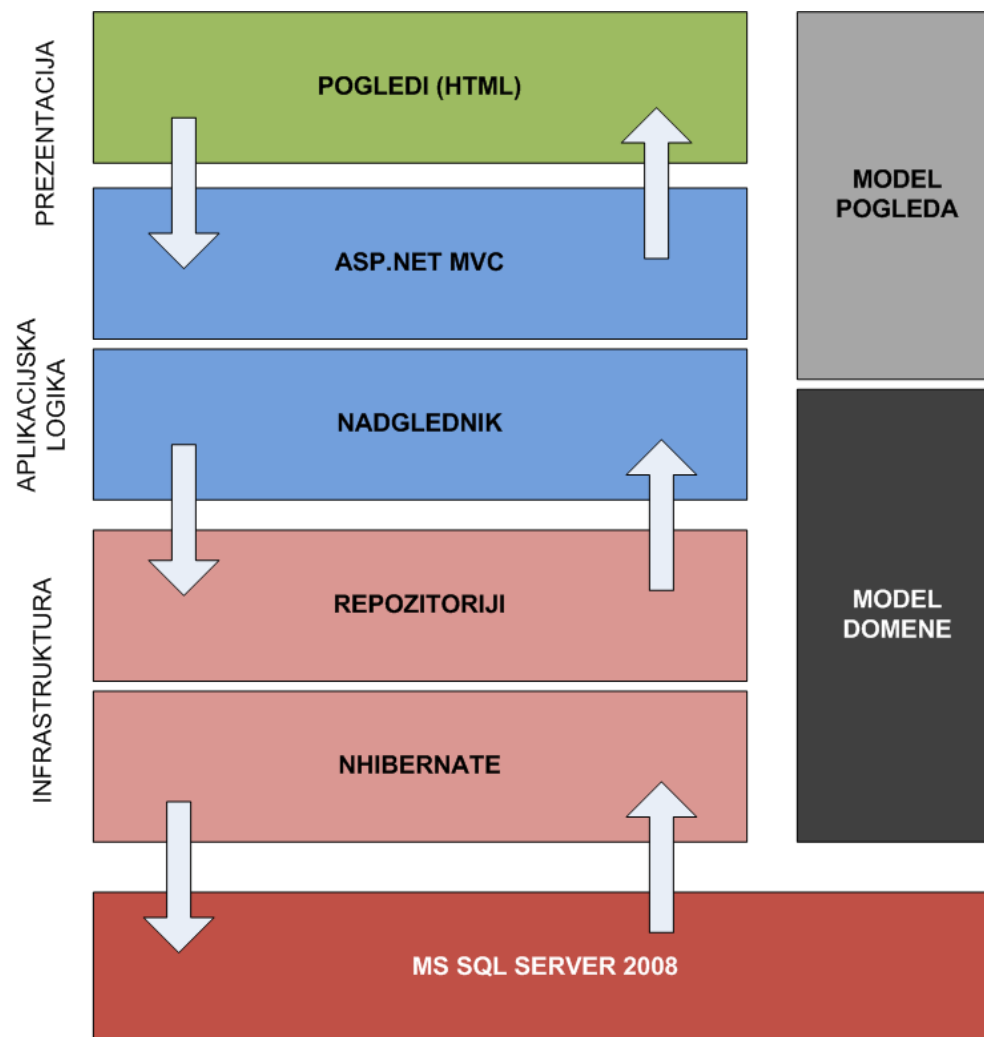 PREZENTACIJA
POGLEDI (HTML)
ASP.NET MVC
MODEL
POGLEDA
APLIKACIJSKA
LOGIKA
NADGLEDNIK
INFRASTRUKTURA
REPOZITORIJI
NHIBERNATE
MODEL
DOMENE
MS SQL SERVER 2008